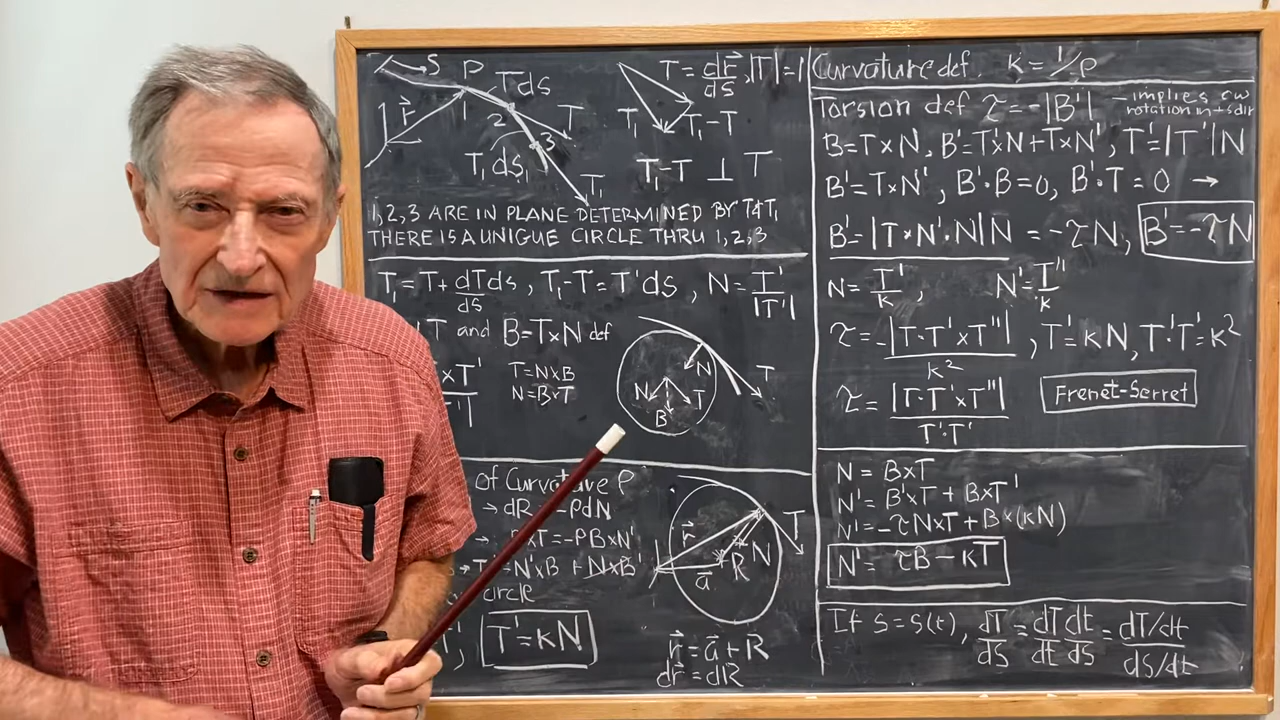 S P Tds
r⃗ 1 2 T 3
T₁ds₁ T₁
T = dr⃗/ds, |T| = 1
T₁ T₁-T
T₁-T ⊥ T
1,2,3 ARE IN PLANE DETERMINED BY T&T₁
THERE IS A UNIQUE CIRCLE THRU 1,2,3
T₁ = T + dT/ds ds, T₁-T = T'ds, N = T'/|T'|
T and B=T×N def
×T' T=N×B
N=B×T
N T
N T
B
of Curvature ρ
→ dR = -ρdN
×T=-ρB×N'
=N'×B + N×B'
circle
T'=κN
r⃗ T
a⃗ R N
r⃗ = a⃗+R
dr⃗ = dR
Curvature def. κ = 1/ρ
Torsion def τ = -|B'| - implies cw
rotation in +s dir
B=T×N, B'=T'×N+T×N', T'=|T'|N
B'=T×N', B'·B=0, B'·T=0 →
B'=|T×N'·N|N = -τN, B'=-τN
N = T'/κ, N'=T''/κ
τ=-|T·T'×T''|/κ², T'=κN, T'·T'=κ²
τ = |T·T'×T''|/T'·T' Frenet-Serret
N = B×T
N' = B'×T + B×T'
N'=-τN×T+B×(κN)
N' = τB-κT
If s=s(t), dT/ds = dT/dt dt/ds = dT/dt/ds/dt